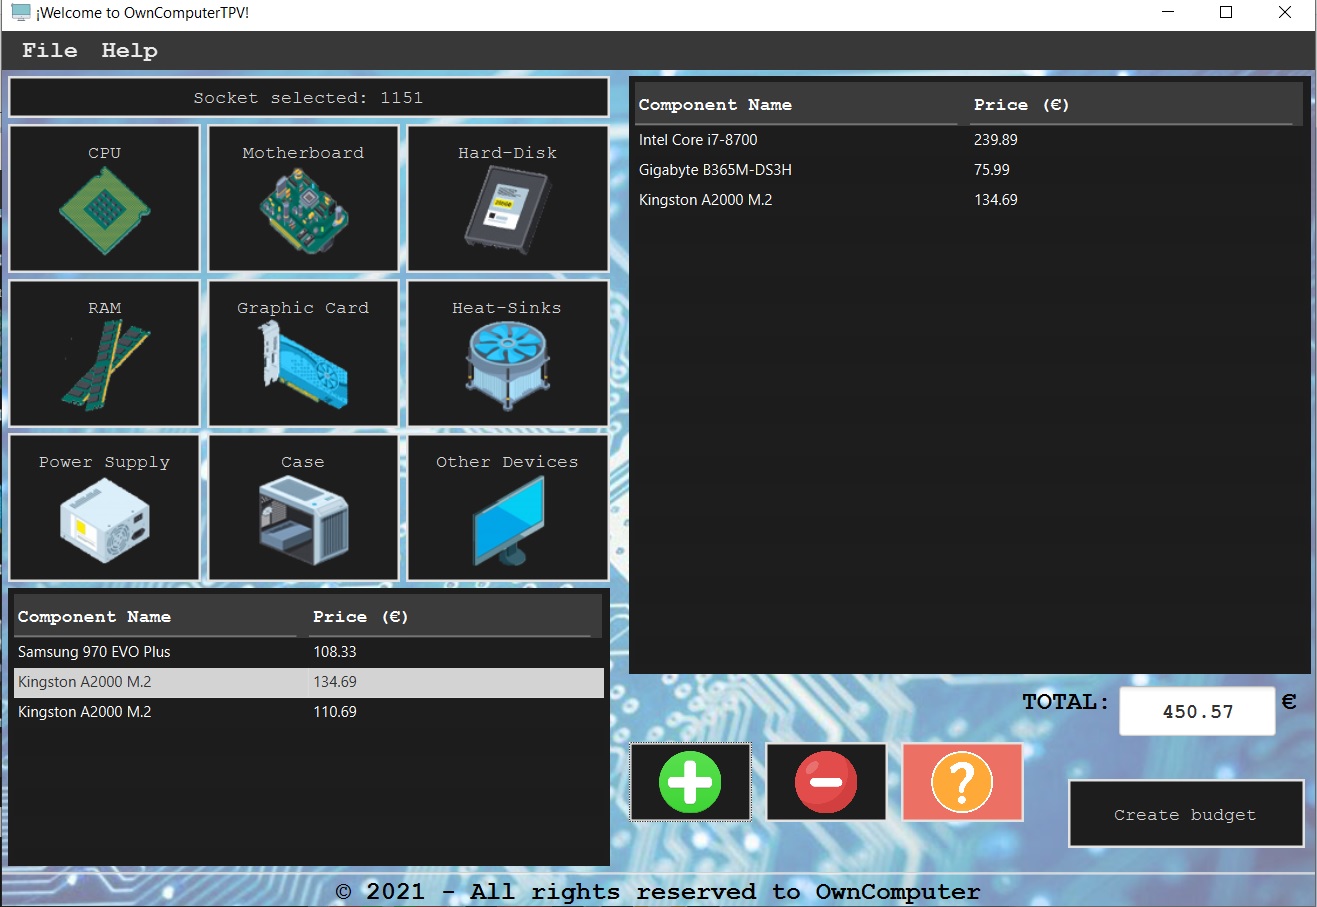 ¡Welcome to OwnComputerTPV!
File Help
Socket selected: 1151
CPU
Motherboard
Hard-Disk
RAM
Graphic Card
Heat-Sinks
Power Supply
Case
Other Devices
Component Name Price (€)
Samsung 970 EVO Plus 108.33
Kingston A2000 M.2 134.69
Kingston A2000 M.2 110.69
Component Name Price (€)
Intel Core i7-8700 239.89
Gigabyte B365M-DS3H 75.99
Kingston A2000 M.2 134.69
TOTAL: 450.57 €
?
Create budget
© 2021 - All rights reserved to OwnComputer